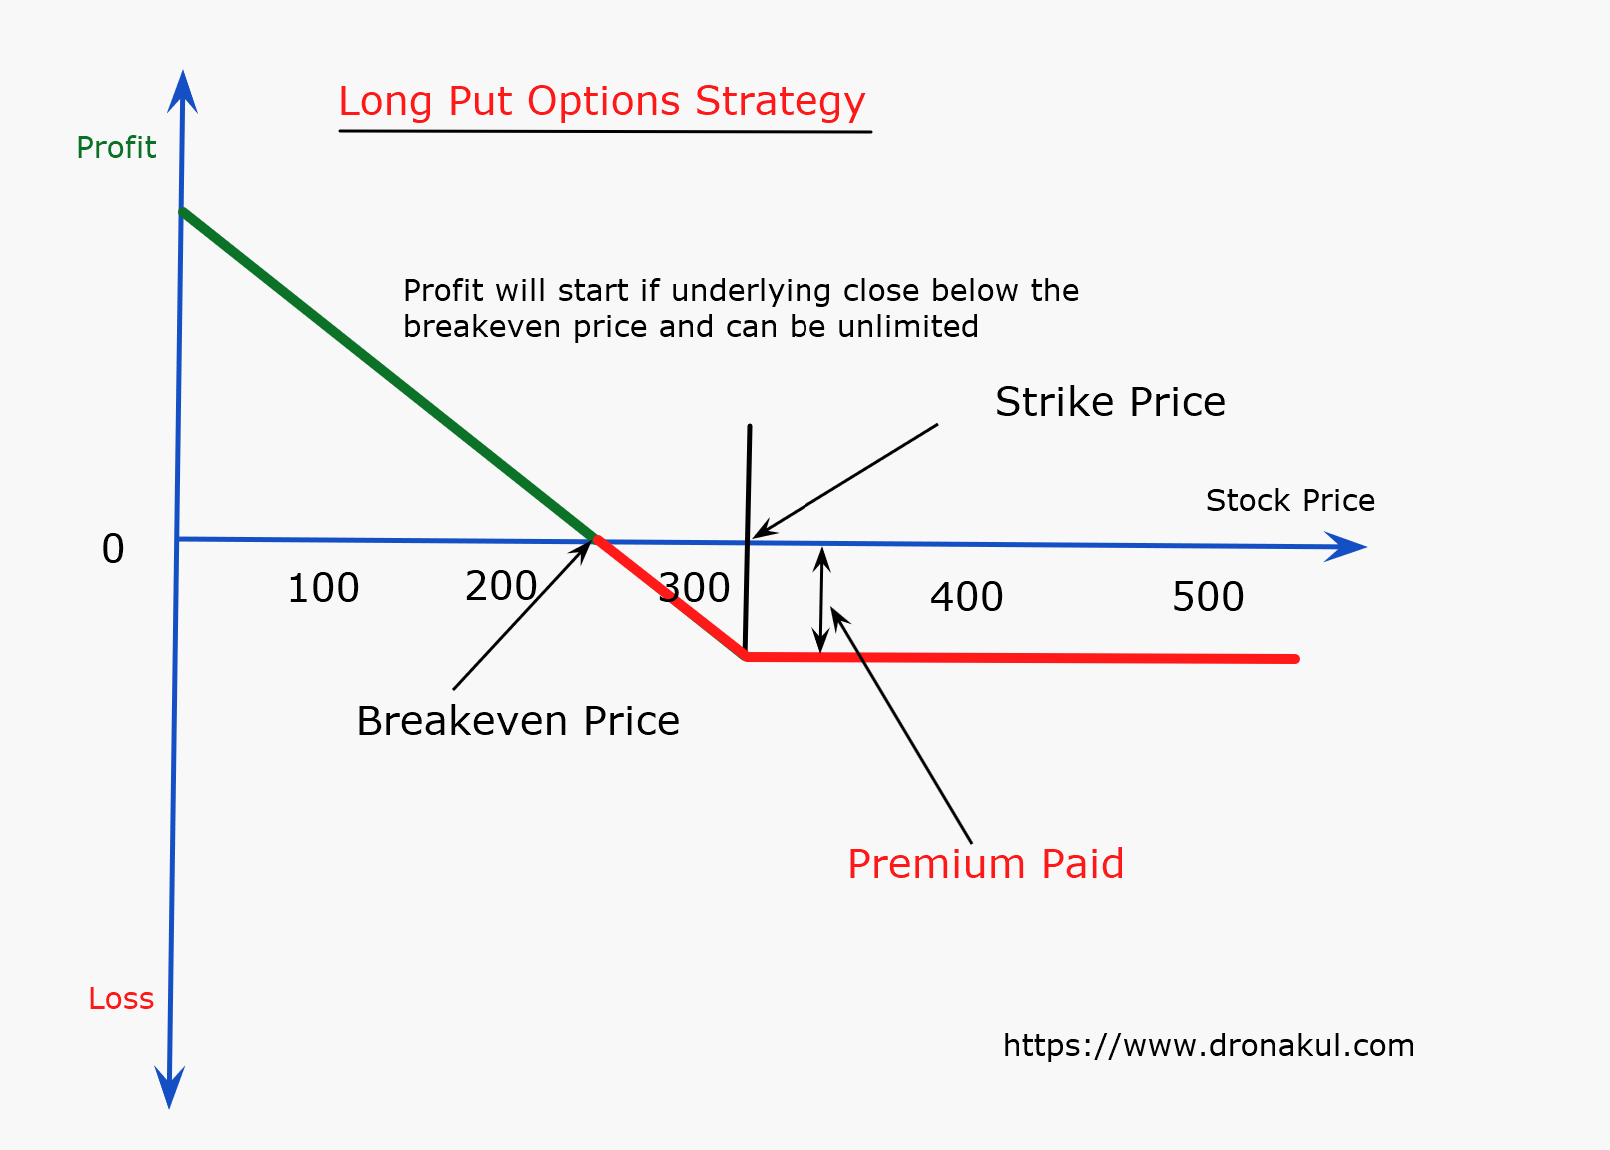 Long Put Options Strategy
Profit
Profit will start if underlying close below the
breakeven price and can be unlimited
Strike Price
Stock Price
0
100 200 300 400 500
Breakeven Price
Premium Paid
Loss
https://www.dronakul.com